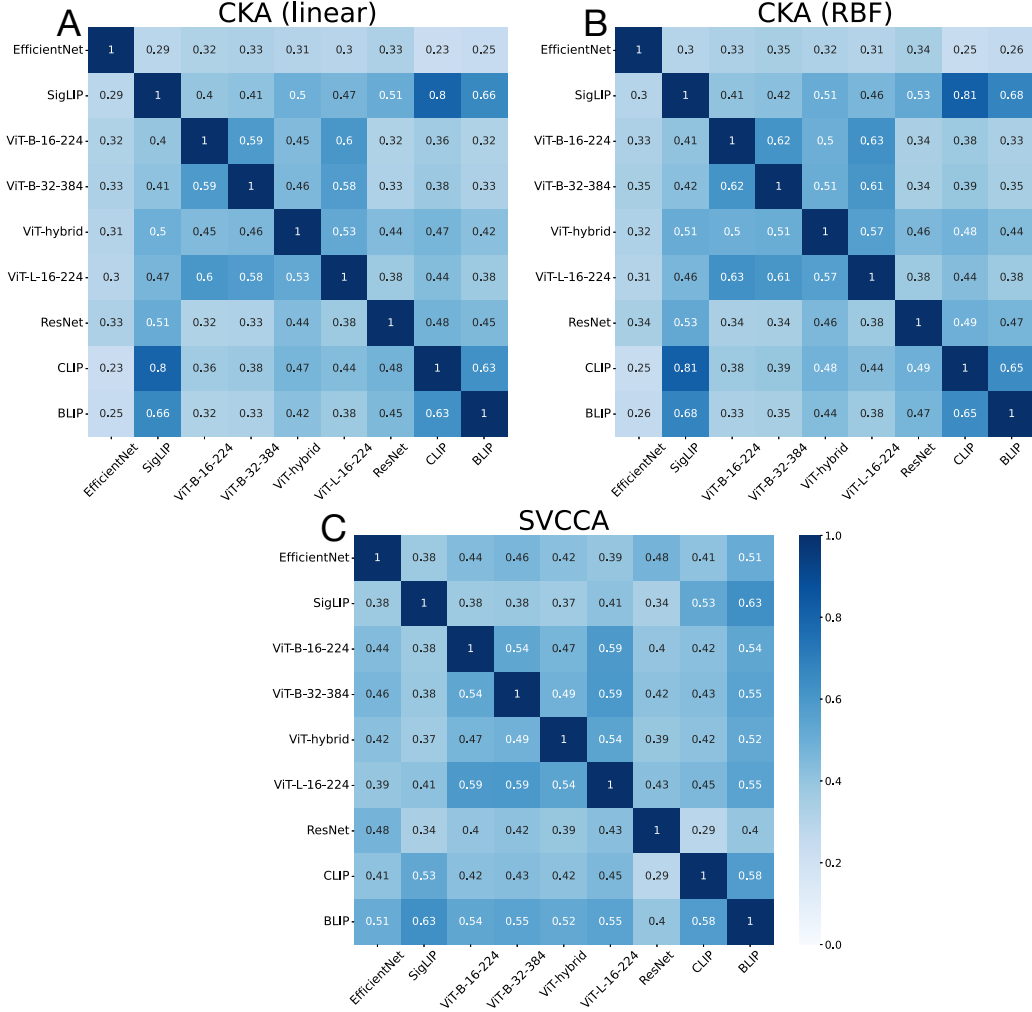 A CKA (linear)
EfficientNet 1 0.29 0.32 0.33 0.31 0.3 0.33 0.23 0.25
SigLIP 0.29 1 0.4 0.41 0.5 0.47 0.51 0.8 0.66
ViT-B-16-224 0.32 0.4 1 0.59 0.45 0.6 0.32 0.36 0.32
ViT-B-32-384 0.33 0.41 0.59 1 0.46 0.58 0.33 0.38 0.33
ViT-hybrid 0.31 0.5 0.45 0.46 1 0.53 0.44 0.47 0.42
ViT-L-16-224 0.3 0.47 0.6 0.58 0.53 1 0.38 0.44 0.38
ResNet 0.33 0.51 0.32 0.33 0.44 0.38 1 0.48 0.45
CLIP 0.23 0.8 0.36 0.38 0.47 0.44 0.48 1 0.63
BLIP 0.25 0.66 0.32 0.33 0.42 0.38 0.45 0.63 1
EfficientNet SigLIP ViT-B-16-224 ViT-B-32-384 ViT-hybrid ViT-L-16-224 ResNet CLIP BLIP
B CKA (RBF)
EfficientNet 1 0.3 0.33 0.35 0.32 0.31 0.34 0.25 0.26
SigLIP 0.3 1 0.41 0.42 0.51 0.46 0.53 0.81 0.68
ViT-B-16-224 0.33 0.41 1 0.62 0.5 0.63 0.34 0.38 0.33
ViT-B-32-384 0.35 0.42 0.62 1 0.51 0.61 0.34 0.39 0.35
ViT-hybrid 0.32 0.51 0.5 0.51 1 0.57 0.46 0.48 0.44
ViT-L-16-224 0.31 0.46 0.63 0.61 0.57 1 0.38 0.44 0.38
ResNet 0.34 0.53 0.34 0.34 0.46 0.38 1 0.49 0.47
CLIP 0.25 0.81 0.38 0.39 0.48 0.44 0.49 1 0.65
BLIP 0.26 0.68 0.33 0.35 0.44 0.38 0.47 0.65 1
EfficientNet SigLIP ViT-B-16-224 ViT-B-32-384 ViT-hybrid ViT-L-16-224 ResNet CLIP BLIP
C SVCCA
EfficientNet 1 0.38 0.44 0.46 0.42 0.39 0.48 0.41 0.51
SigLIP 0.38 1 0.38 0.38 0.37 0.41 0.34 0.53 0.63
ViT-B-16-224 0.44 0.38 1 0.54 0.47 0.59 0.4 0.42 0.54
ViT-B-32-384 0.46 0.38 0.54 1 0.49 0.59 0.42 0.43 0.55
ViT-hybrid 0.42 0.37 0.47 0.49 1 0.54 0.39 0.42 0.52
ViT-L-16-224 0.39 0.41 0.59 0.59 0.54 1 0.43 0.45 0.55
ResNet 0.48 0.34 0.4 0.42 0.39 0.43 1 0.29 0.4
CLIP 0.41 0.53 0.42 0.43 0.42 0.45 0.29 1 0.58
BLIP 0.51 0.63 0.54 0.55 0.52 0.55 0.4 0.58 1
EfficientNet SigLIP ViT-B-16-224 ViT-B-32-384 ViT-hybrid ViT-L-16-224 ResNet CLIP BLIP
1.0
0.8
0.6
0.4
0.2
0.0